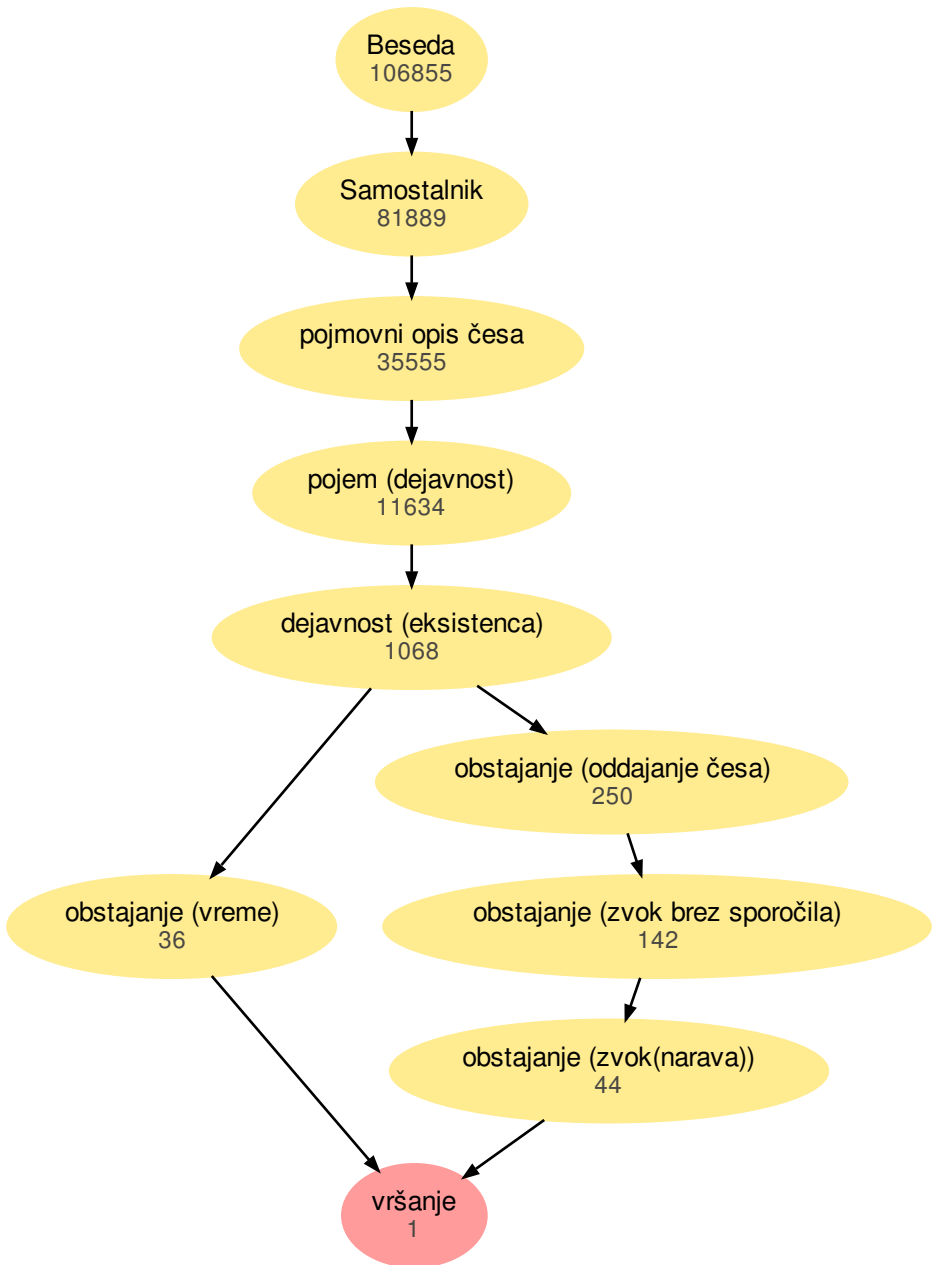 Beseda
106855
Samostalnik
81889
pojmovni opis česa
35555
pojem (dejavnost)
11634
dejavnost (eksistenca)
1068
obstajanje (oddajanje česa)
250
obstajanje (vreme)
36
obstajanje (zvok brez sporočila)
142
obstajanje (zvok(narava))
44
vršanje
1